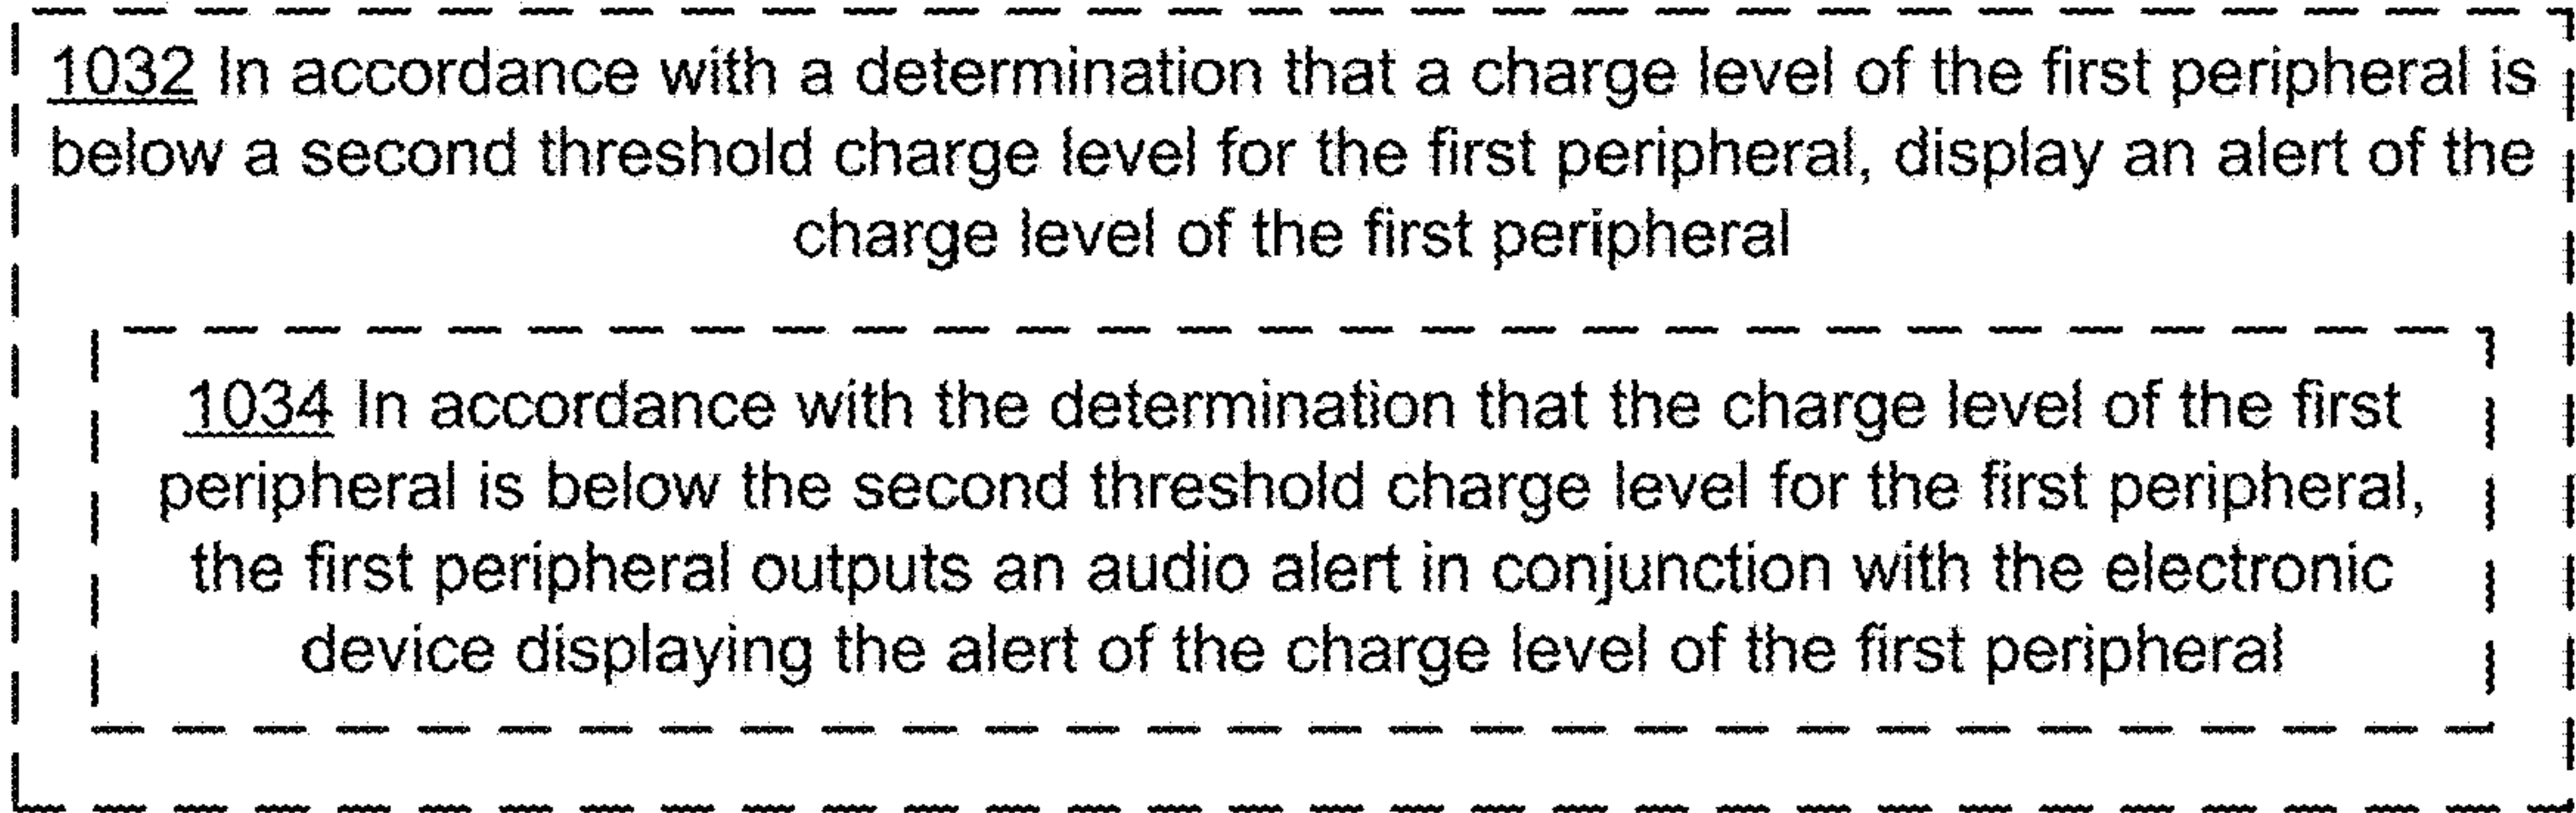 1032 In accordance with a determination that a charge level of the first peripheral is
below a second threshold charge level for the first peripheral, display an alert of the
charge level of the first peripheral
1034 In accordance with the determination that the charge level of the first
peripheral is below the second threshold charge level for the first peripheral,
the first peripheral outputs an audio alert in conjunction with the electronic
device displaying the alert of the charge level of the first peripheral